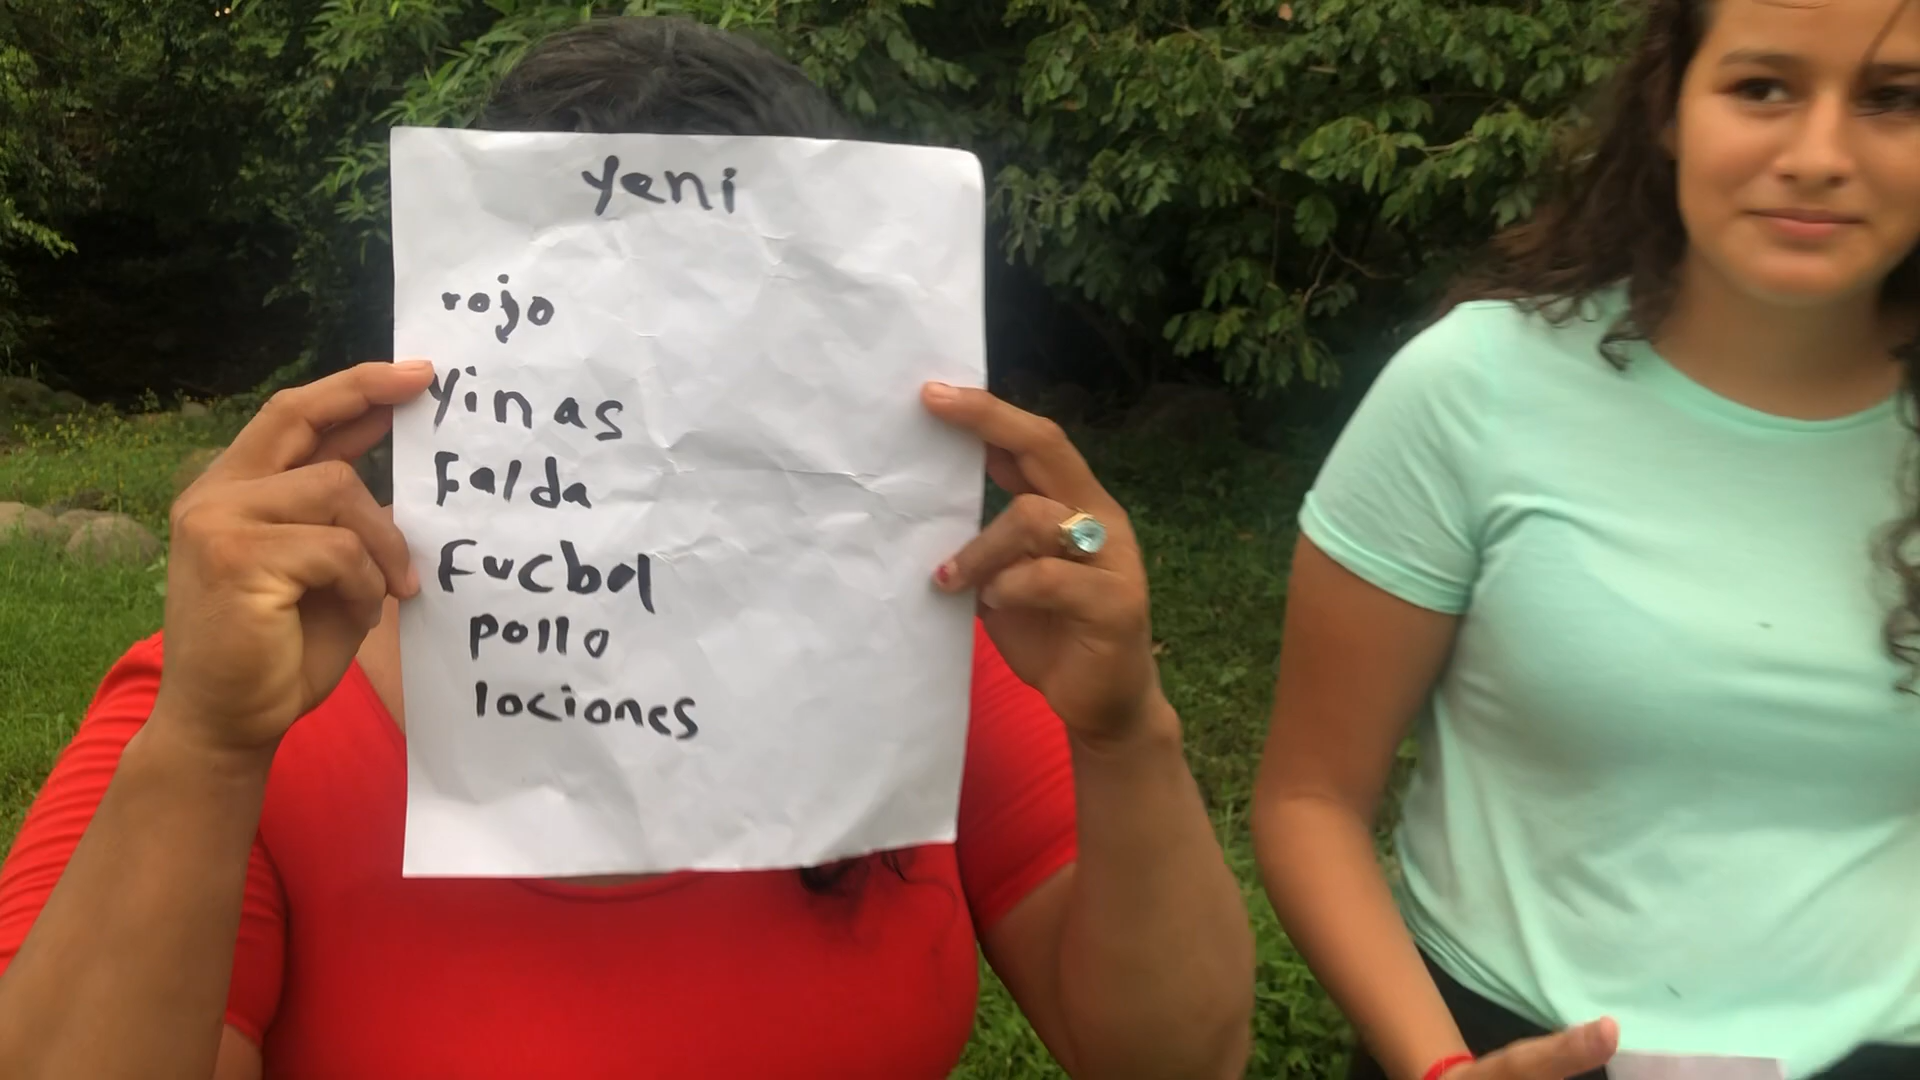 yeni
rojo
yinas
Falda
Fucbol
pollo
lociones